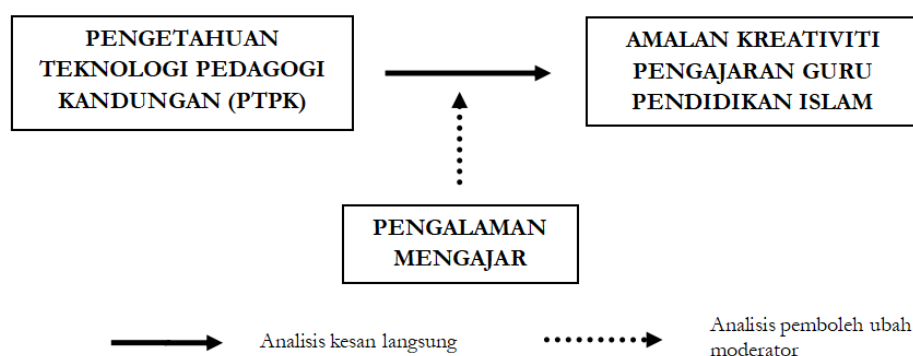 PENGETAHUAN
TEKNOLOGI PEDAGOGI
KANDUNGAN (PTPK)
AMALAN KREATIVITI
PENGAJARAN GURU
PENDIDIKAN ISLAM
PENGALAMAN
MENGAJAR
Analisis kesan langsung
Analisis pemboleh ubah
moderator